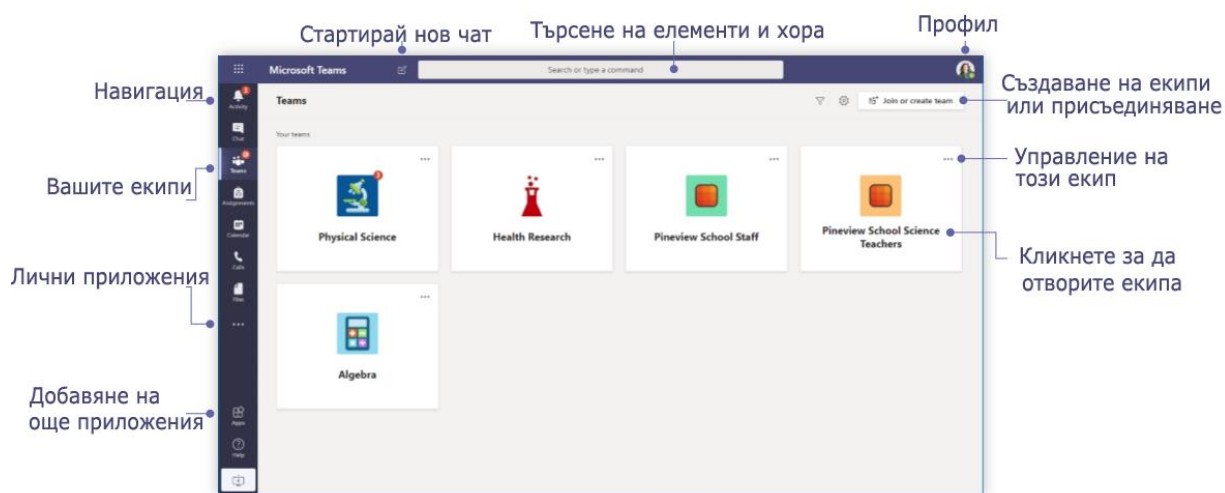 Стартирай нов чат
Търсене на елементи и хора
Профил
Microsoft Teams
Search or type a command
Навигация
Вашите екипи
Лични приложения
Добавяне на
още приложения
3
Activity
Chat
Teams
Assignments
Calendar
Calls
Files
Apps
Help
Teams
Join or create team
Your teams
Physical Science
Health Research
Pineview School Staff
Pineview School Science
Teachers
Algebra
Създаване на екипи
или присъединяване
Управление на
този екип
Кликнете за да
отворите екипа